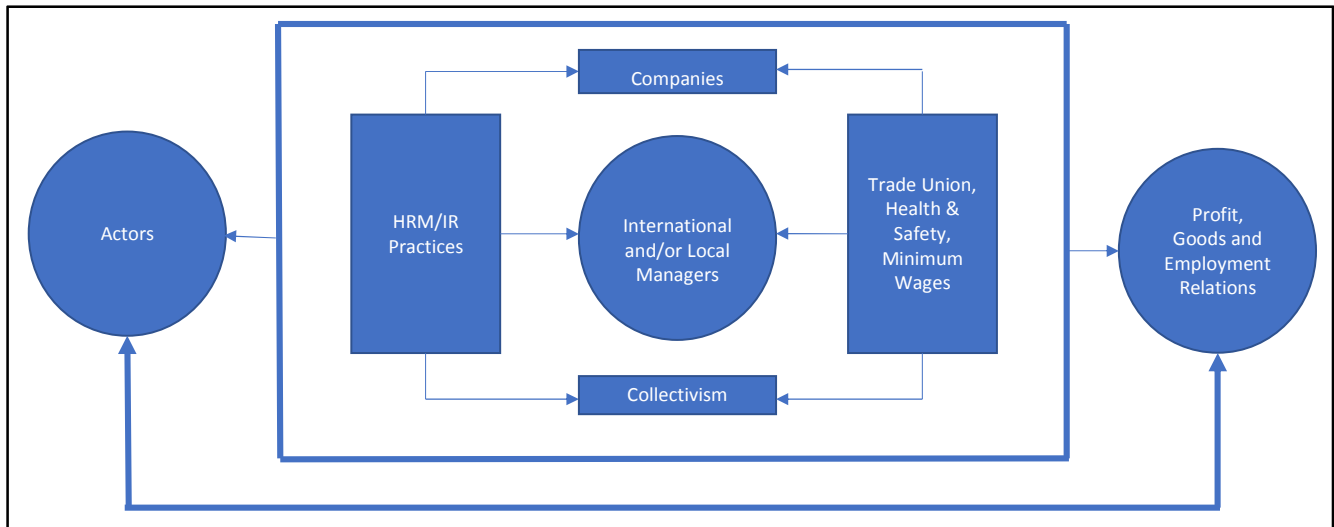 Companies
Actors
HRM/IR
Practices
International
and/or Local
Managers
Trade Union,
Health &
Safety,
Minimum
Wages
Profit,
Goods and
Employment
Relations
Collectivism